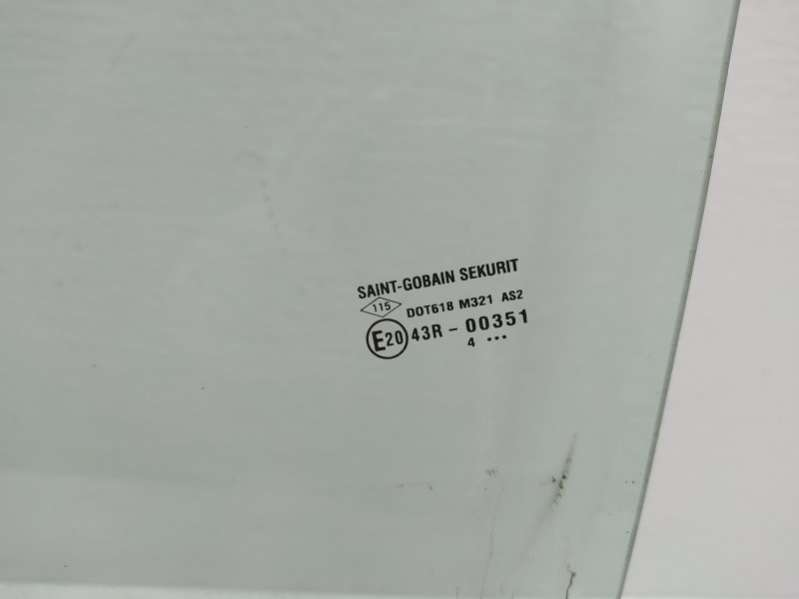 SAINT-GOBAIN SEKURIT
115 DOT618 M321 AS2
E20 43R-00351
4 •••